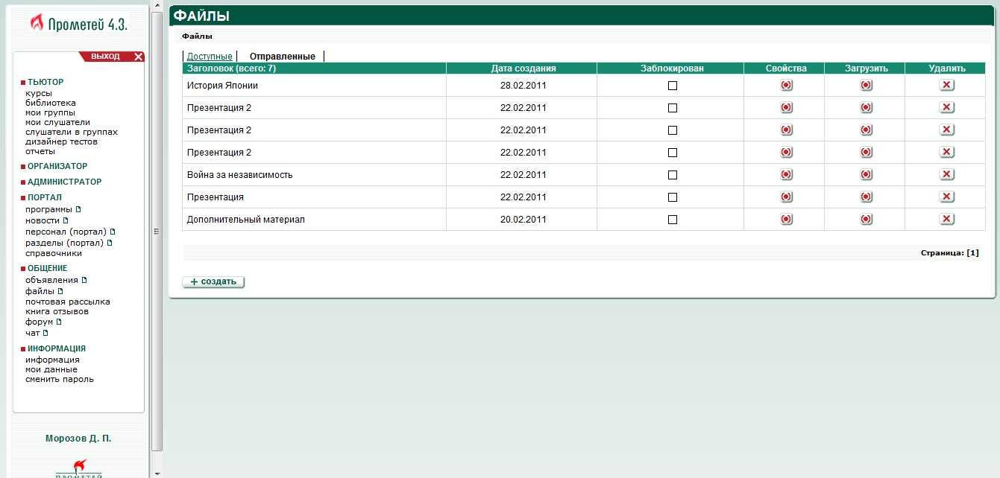 Прометей 4.3.
ВЫХОД
ТЬЮТОР
курсы
библиотека
мои группы
мои слушатели
слушатели в группах
дизайнер тестов
отчеты
ОРГАНИЗАТОР
АДМИНИСТРАТОР
ПОРТАЛ
программы
новости
персонал (портал)
разделы (портал)
справочники
ОБЩЕНИЕ
объявления
файлы
почтовая рассылка
книга отзывов
форум
чат
ИНФОРМАЦИЯ
информация
мои данные
сменить пароль
Морозов Д. П.
ПРОМЕТЕЙ
ФАЙЛЫ
Файлы
Доступные Отправленные
Заголовок (всего: 7) Дата создания Заблокирован Свойства Загрузить Удалить
История Японии 28.02.2011
Презентация 2 22.02.2011
Презентация 2 22.02.2011
Презентация 2 22.02.2011
Война за независимость 22.02.2011
Презентация 22.02.2011
Дополнительный материал 20.02.2011
Страница: [1]
+ создать